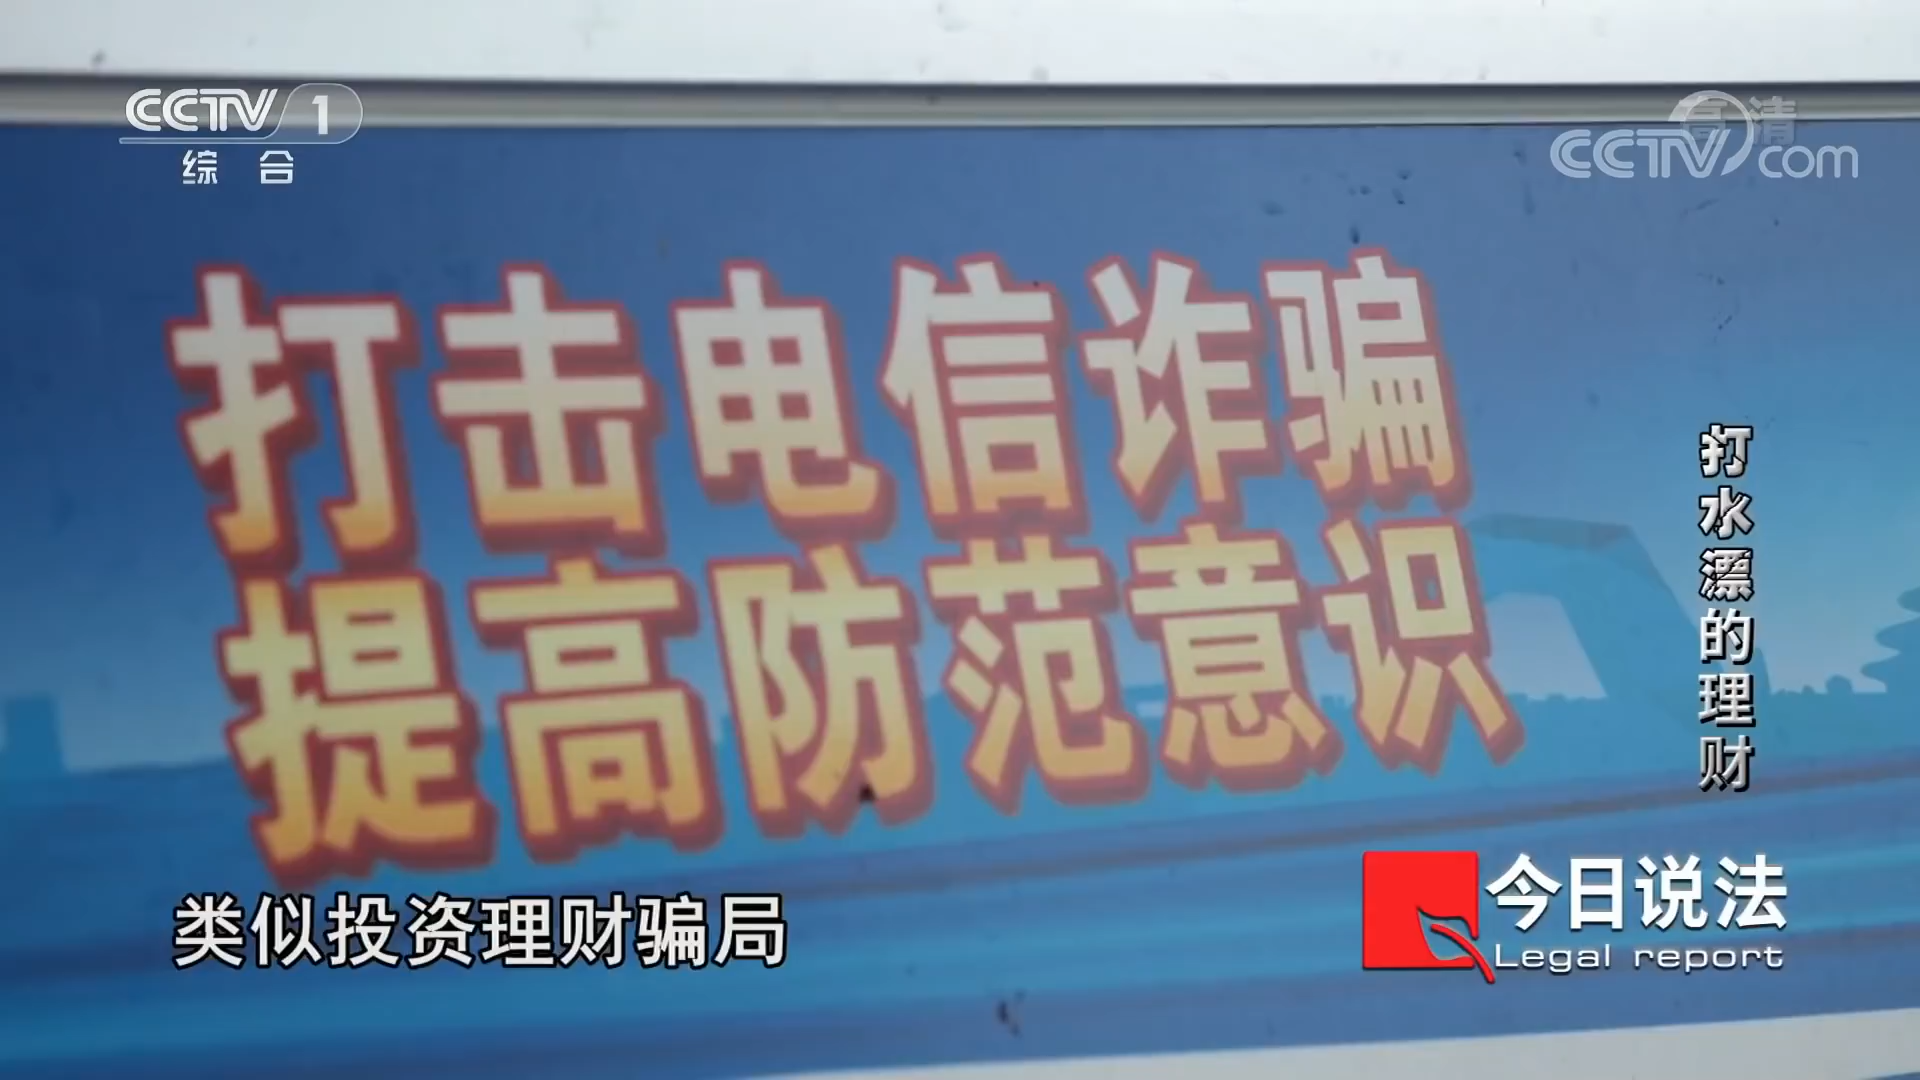 CCTV 1
综合
高清
CCTV com
打击电信诈骗
提高防范意识
打水漂的理财
类似投资理财骗局
今日说法
Legal report